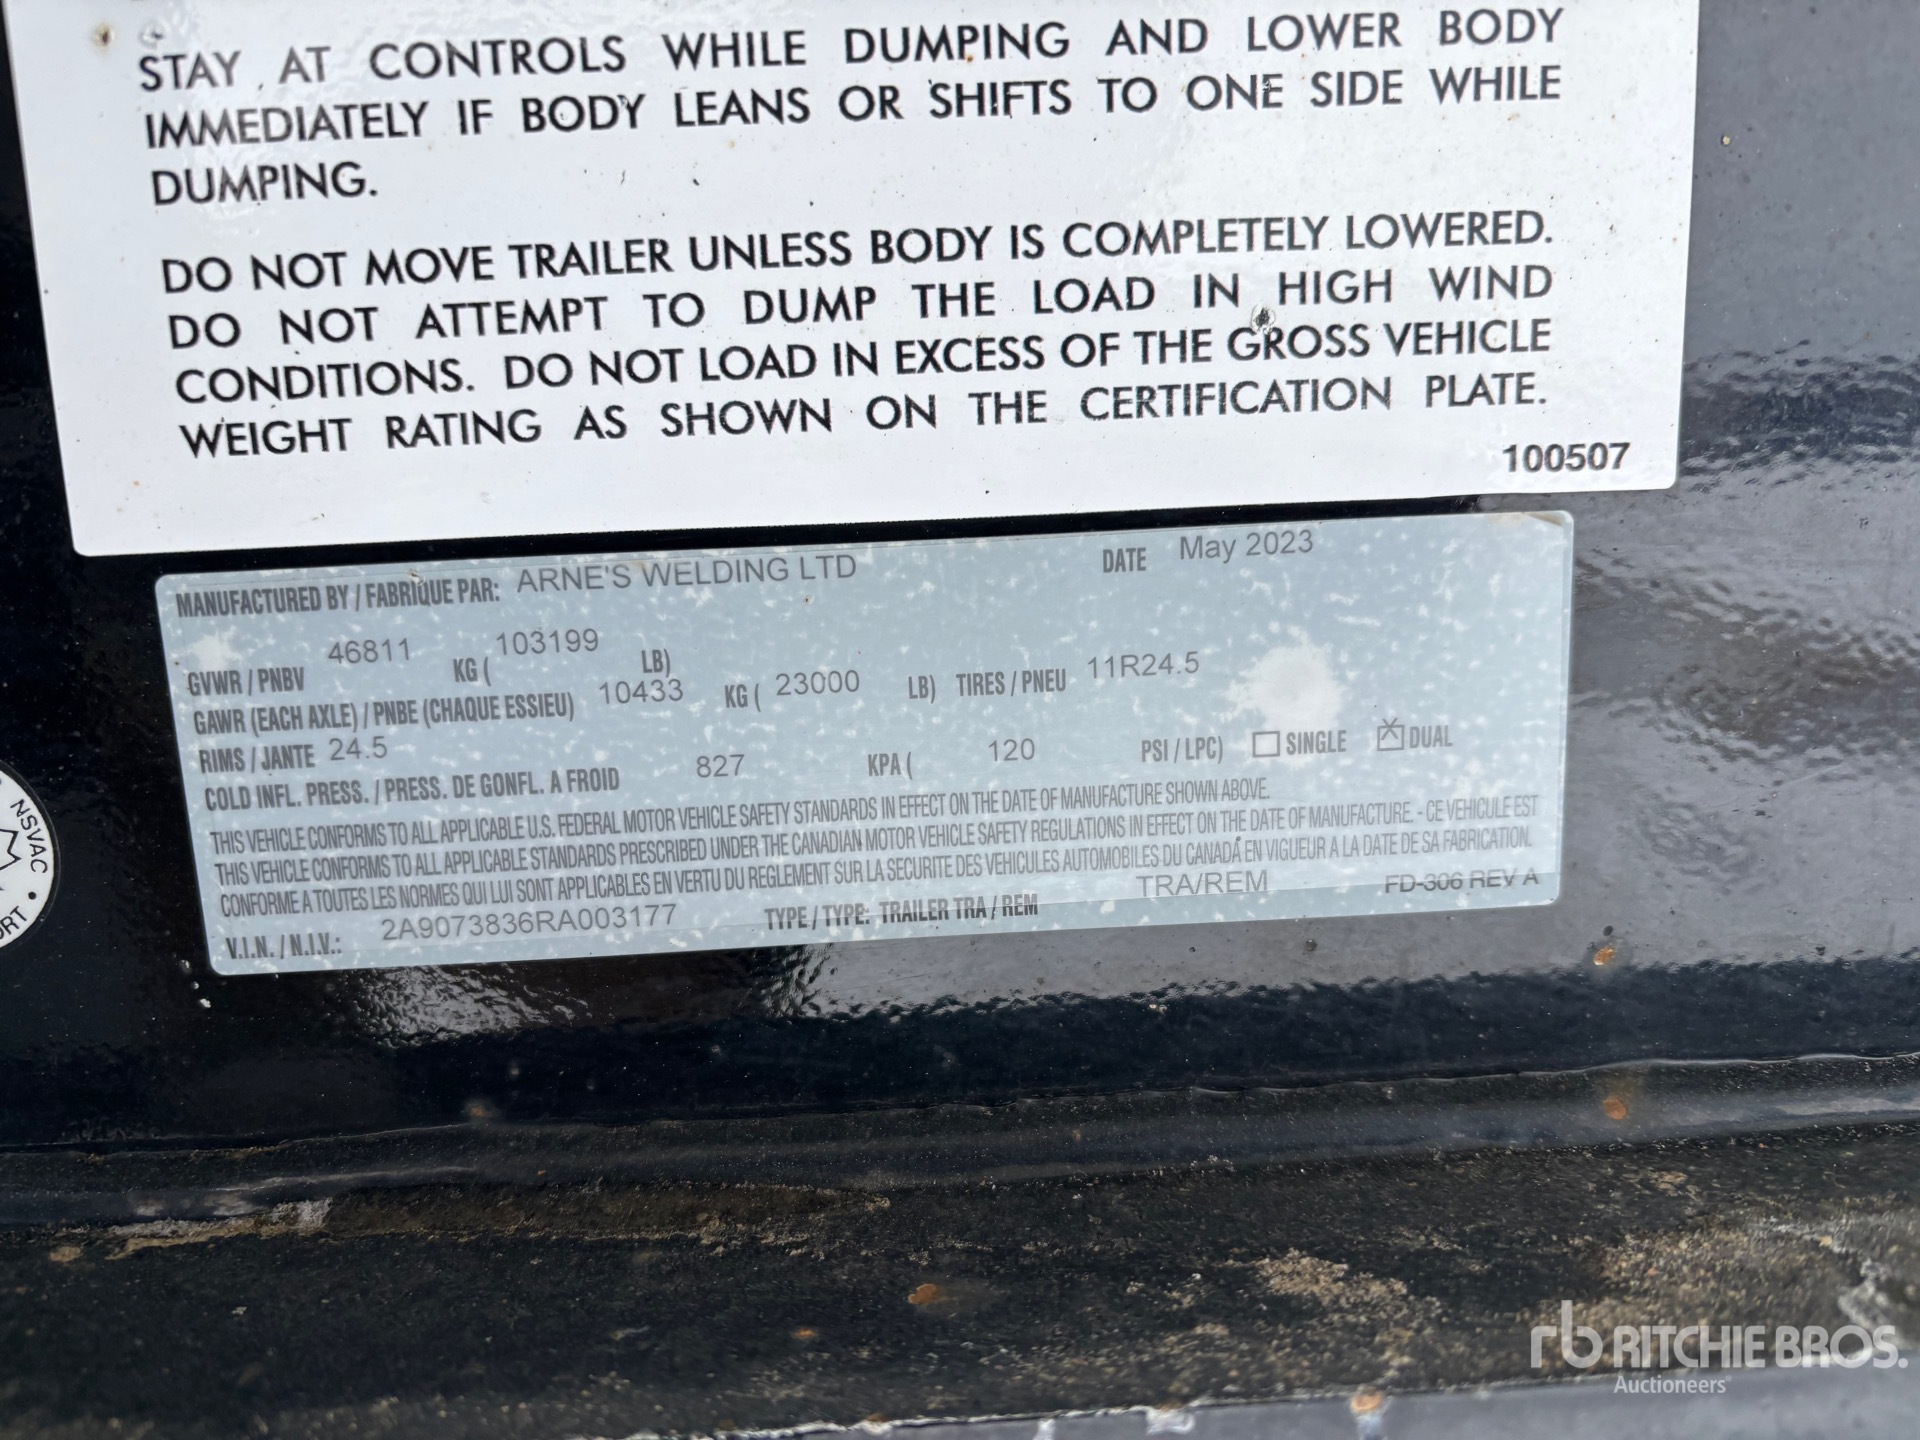 STAY AT CONTROLS WHILE DUMPING AND LOWER BODY
IMMEDIATELY IF BODY LEANS OR SHIFTS TO ONE SIDE WHILE
DUMPING.
DO NOT MOVE TRAILER UNLESS BODY IS COMPLETELY LOWERED.
DO NOT ATTEMPT TO DUMP THE LOAD IN HIGH WIND
CONDITIONS. DO NOT LOAD IN EXCESS OF THE GROSS VEHICLE
WEIGHT RATING AS SHOWN ON THE CERTIFICATION PLATE.
100507
MANUFACTURED BY / FABRIQUE PAR: ARNE'S WELDING LTD DATE May 2023
GVWR / PNBV 46811 KG ( 103199 LB)
GAWR (EACH AXLE) / PNBE (CHAQUE ESSIEU) 10433 KG ( 23000 LB) TIRES / PNEU 11R24.5
RIMS / JANTE 24.5
COLD INFL. PRESS. / PRESS. DE GONFL. A FROID 827 KPA ( 120 PSI / LPC) SINGLE DUAL
THIS VEHICLE CONFORMS TO ALL APPLICABLE U.S. FEDERAL MOTOR VEHICLE SAFETY STANDARDS IN EFFECT ON THE DATE OF MANUFACTURE SHOWN ABOVE.
THIS VEHICLE CONFORMS TO ALL APPLICABLE STANDARDS PRESCRIBED UNDER THE CANADIAN MOTOR VEHICLE SAFETY REGULATIONS IN EFFECT ON THE DATE OF MANUFACTURE. - CE VEHICULE EST
CONFORME A TOUTES LES NORMES QUI LUI SONT APPLICABLES EN VERTU DU REGLEMENT SUR LA SECURITE DES VEHICULES AUTOMOBILES DU CANADA EN VIGUEUR A LA DATE DE SA FABRICATION.
V.I.N. / N.I.V.: 2A9073836RA003177 TYPE / TYPE: TRAILER TRA / REM TRA/REM FD-306 REV A
NSVAC
rb RITCHIE BROS.
Auctioneers